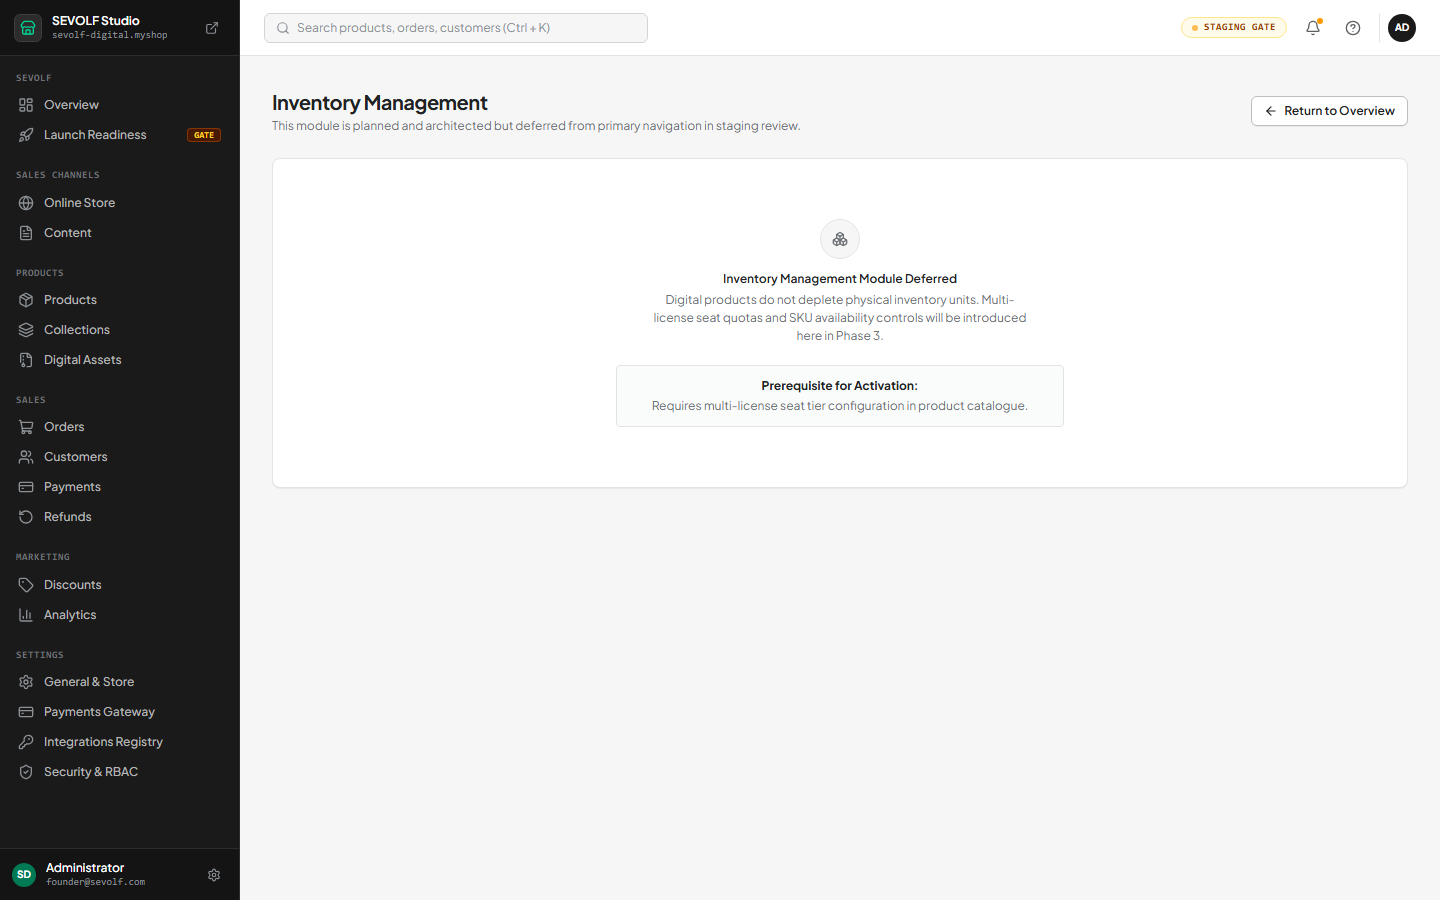 SEVOLF Studio
sevolf-digital.myshop
Search products, orders, customers (Ctrl + K)
STAGING GATE
AD
SEVOLF
Overview
Launch Readiness
GATE
SALES CHANNELS
Online Store
Content
PRODUCTS
Products
Collections
Digital Assets
SALES
Orders
Customers
Payments
Refunds
MARKETING
Discounts
Analytics
SETTINGS
General & Store
Payments Gateway
Integrations Registry
Security & RBAC
SD
Administrator
founder@sevolf.com
Inventory Management
This module is planned and architected but deferred from primary navigation in staging review.
Return to Overview
Inventory Management Module Deferred
Digital products do not deplete physical inventory units. Multi-
license seat quotas and SKU availability controls will be introduced
here in Phase 3.
Prerequisite for Activation:
Requires multi-license seat tier configuration in product catalogue.